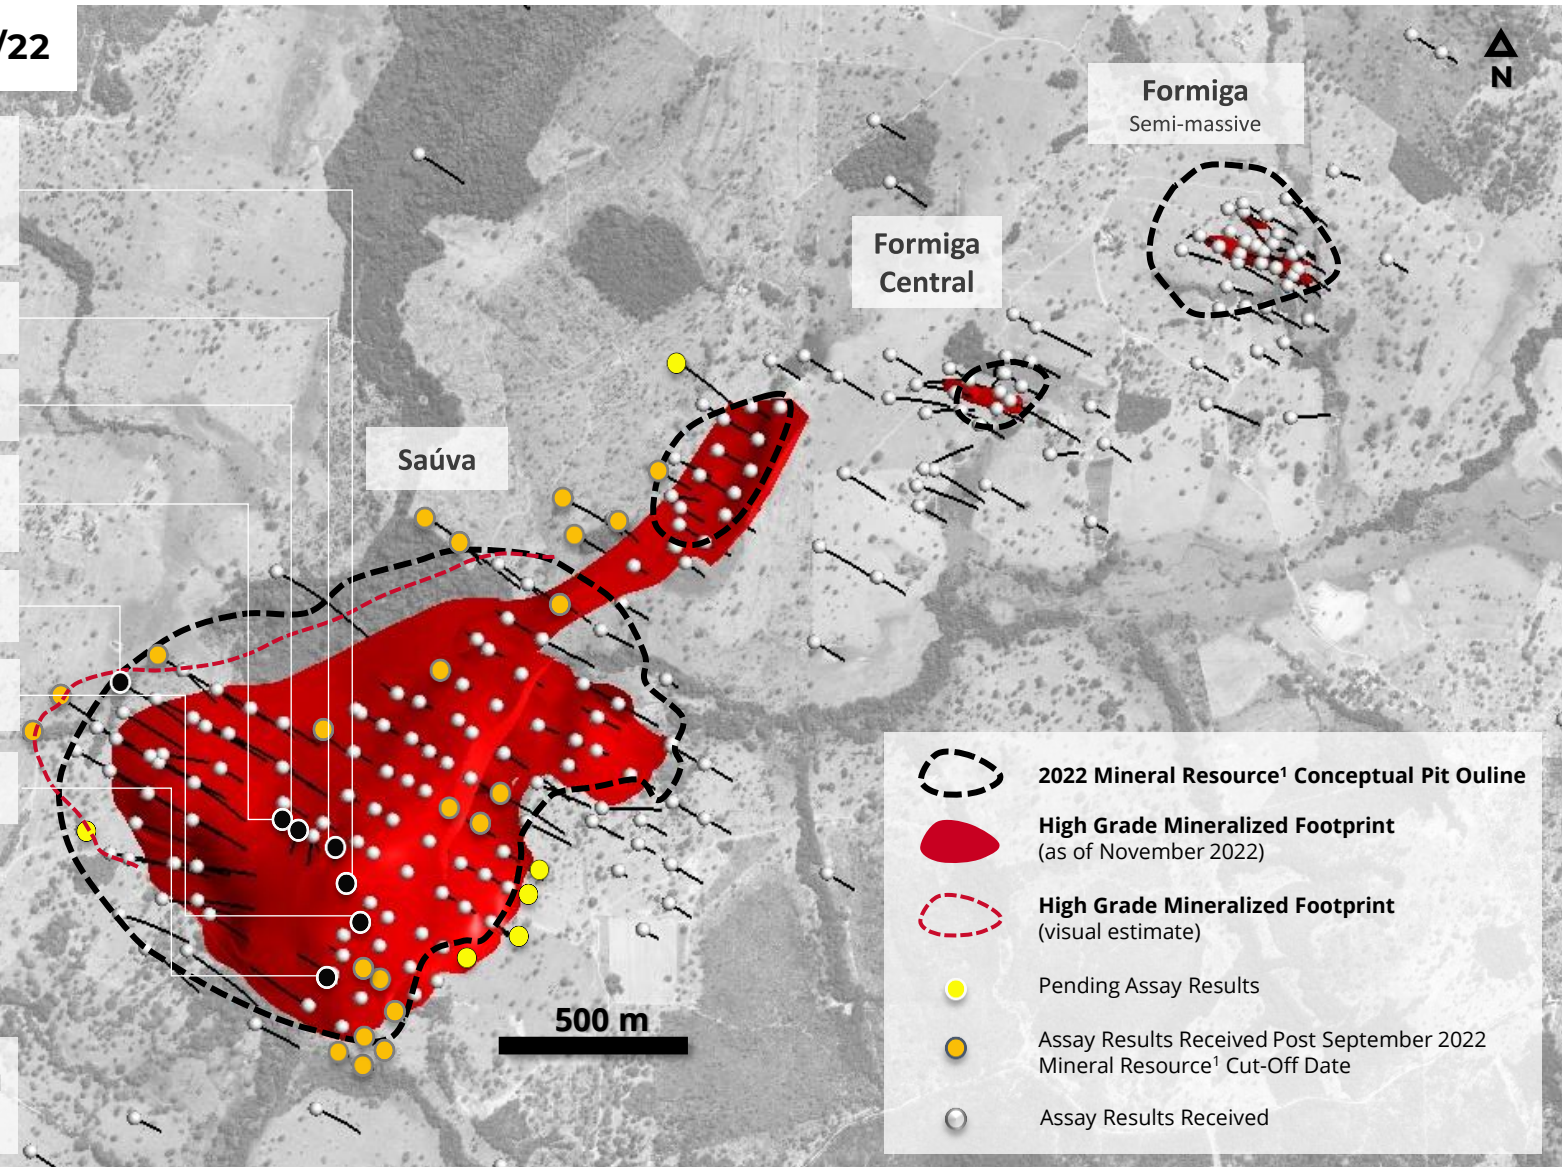 /22
N
Formiga
Semi-massive
Formiga
Central
Saúva
500 m
2022 Mineral Resource¹ Conceptual Pit Ouline
High Grade Mineralized Footprint
(as of November 2022)
High Grade Mineralized Footprint
(visual estimate)
Pending Assay Results
Assay Results Received Post September 2022
Mineral Resource¹ Cut-Off Date
Assay Results Received